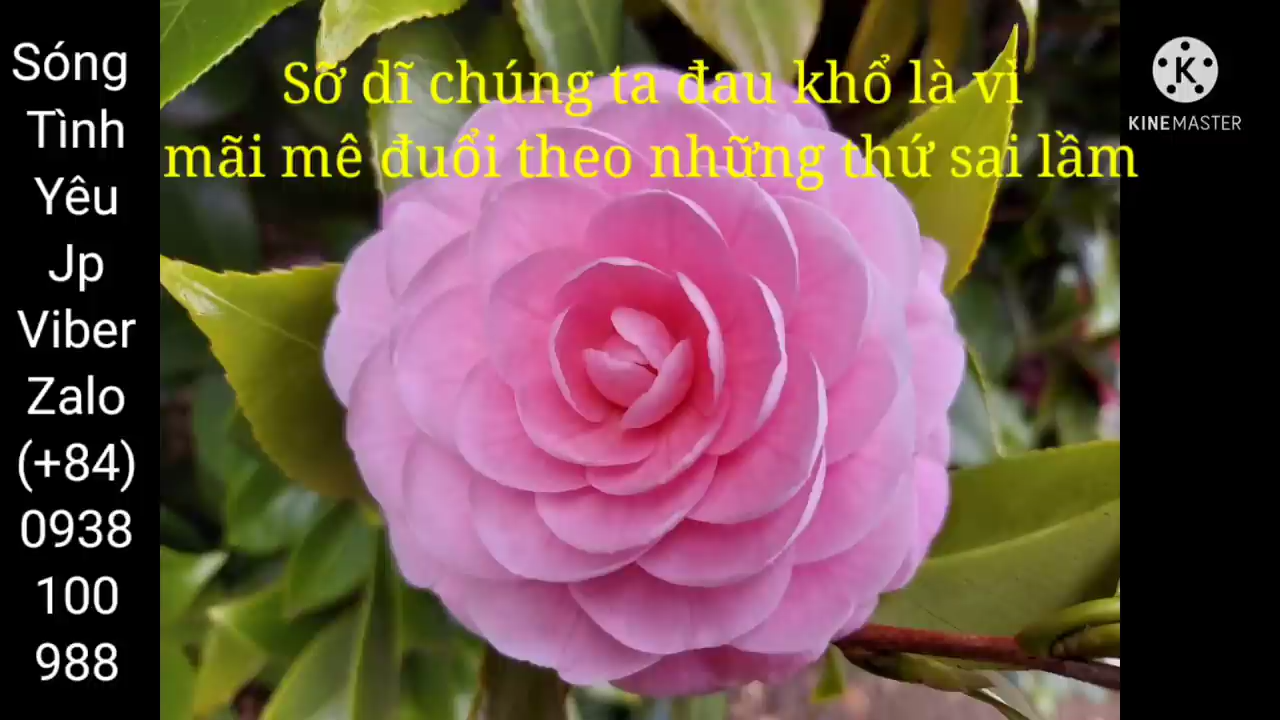 Sóng
Tình
Yêu
Jp
Viber
Zalo
(+84)
0938
100
988
Sỡ dĩ chúng ta đau khổ là vì
mãi mê đuổi theo những thứ sai lầm
K
KINEMASTER